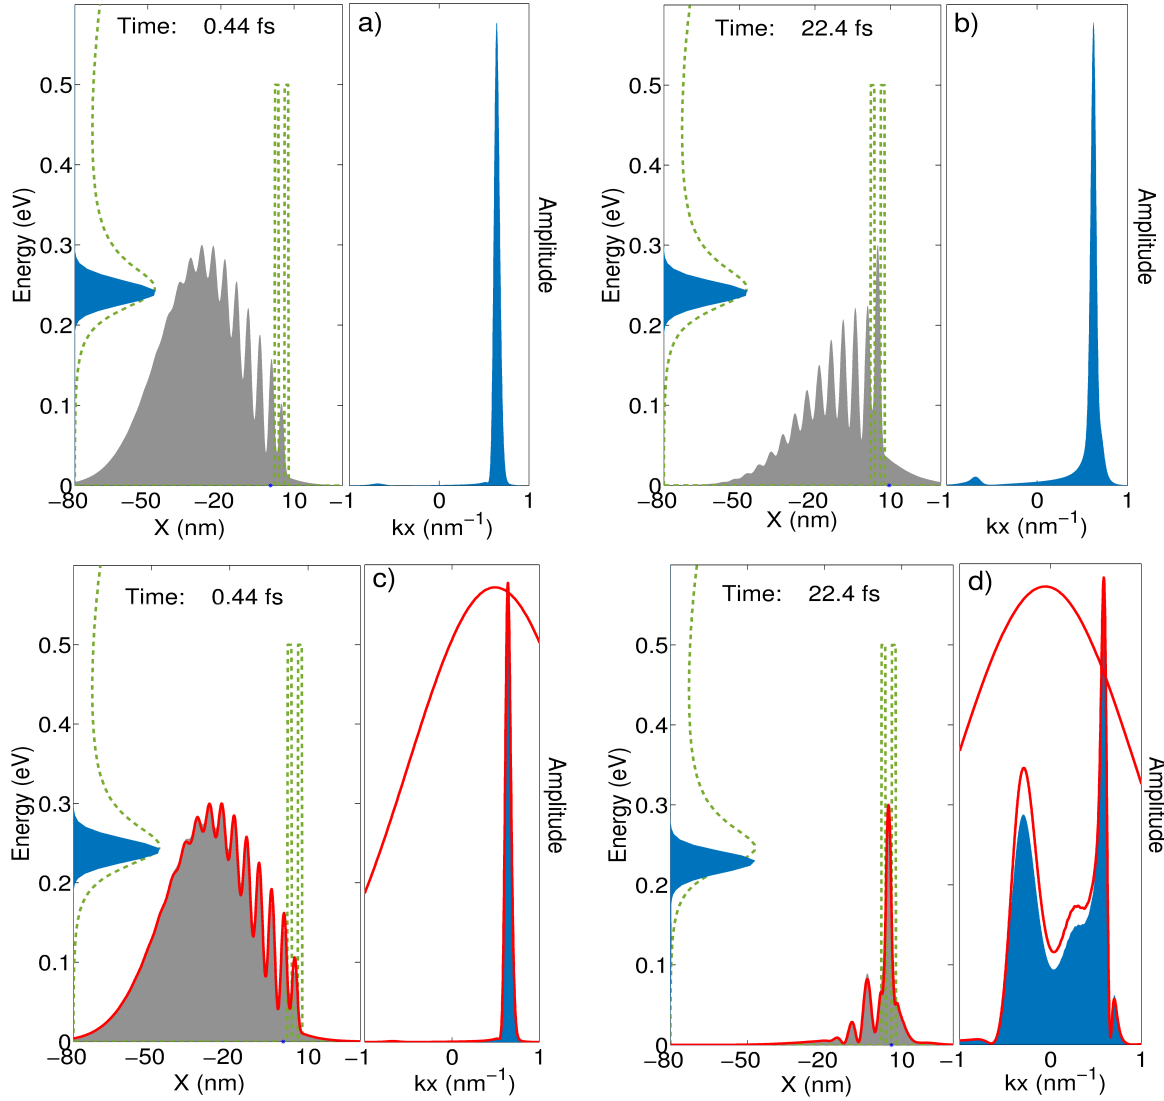 Time: 0.44 fs
a)
0.5
0.4
0.3
0.2
0.1
0
Energy (eV)
−80 −50 −20 10 −1
X (nm)
0 1
kx (nm−1)
Amplitude
Time: 22.4 fs
b)
0.5
0.4
0.3
0.2
0.1
0
Energy (eV)
−80 −50 −20 10 −1
X (nm)
0 1
kx (nm−1)
Amplitude
Time: 0.44 fs
c)
0.5
0.4
0.3
0.2
0.1
0
Energy (eV)
−80 −50 −20 10 −1
X (nm)
0 1
kx (nm−1)
Amplitude
Time: 22.4 fs
d)
0.5
0.4
0.3
0.2
0.1
0
Energy (eV)
−80 −50 −20 10 −1
X (nm)
0 1
kx (nm−1)
Amplitude